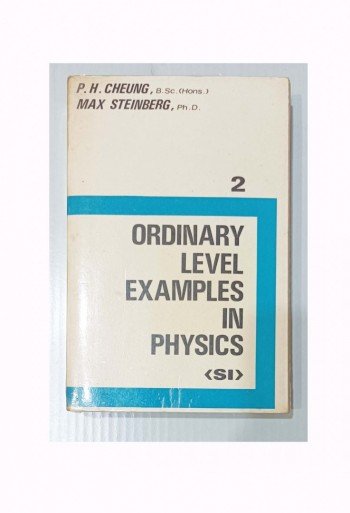 P. H. CHEUNG, B.Sc. (Hons.)
MAX STEINBERG, Ph.D.
2
ORDINARY
LEVEL
EXAMPLES
IN
PHYSICS
<SI>